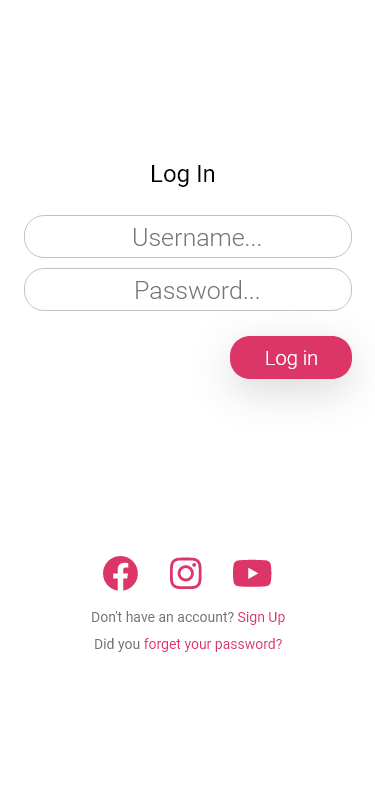 Log In
Username...
Password...
Log in
Don't have an account? Sign Up
Did you forget your password?